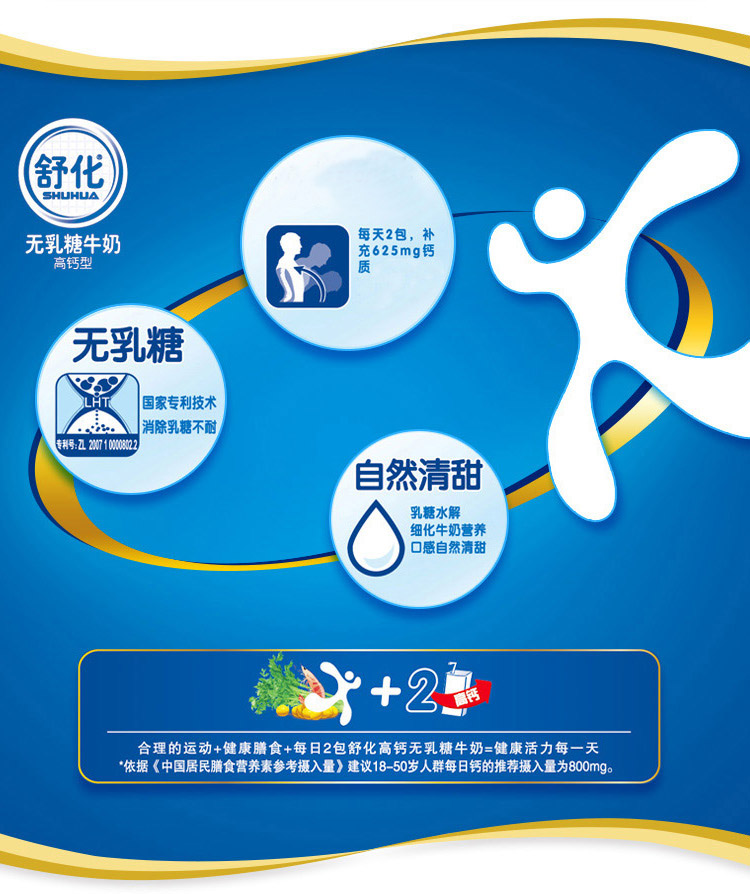 舒化
SHUHUA
无乳糖牛奶
高钙型
每天2包，补
充625mg钙
质
无乳糖
LHT
国家专利技术
消除乳糖不耐
专利号：ZL 2007 1 0000802.2
自然清甜
乳糖水解
细化牛奶营养
口感自然清甜
+2
高钙
合理的运动+健康膳食+每日2包舒化高钙无乳糖牛奶=健康活力每一天
*依据《中国居民膳食营养素参考摄入量》建议18-50岁人群每日钙的推荐摄入量为800mg。